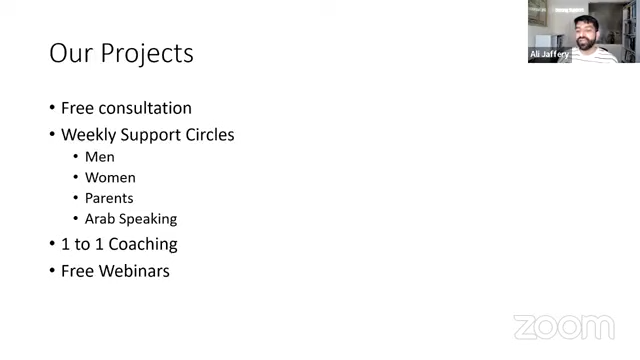 Our Projects
Ali Jaffery
• Free consultation
• Weekly Support Circles
• Men
• Women
• Parents
• Arab Speaking
• 1 to 1 Coaching
• Free Webinars
zoom